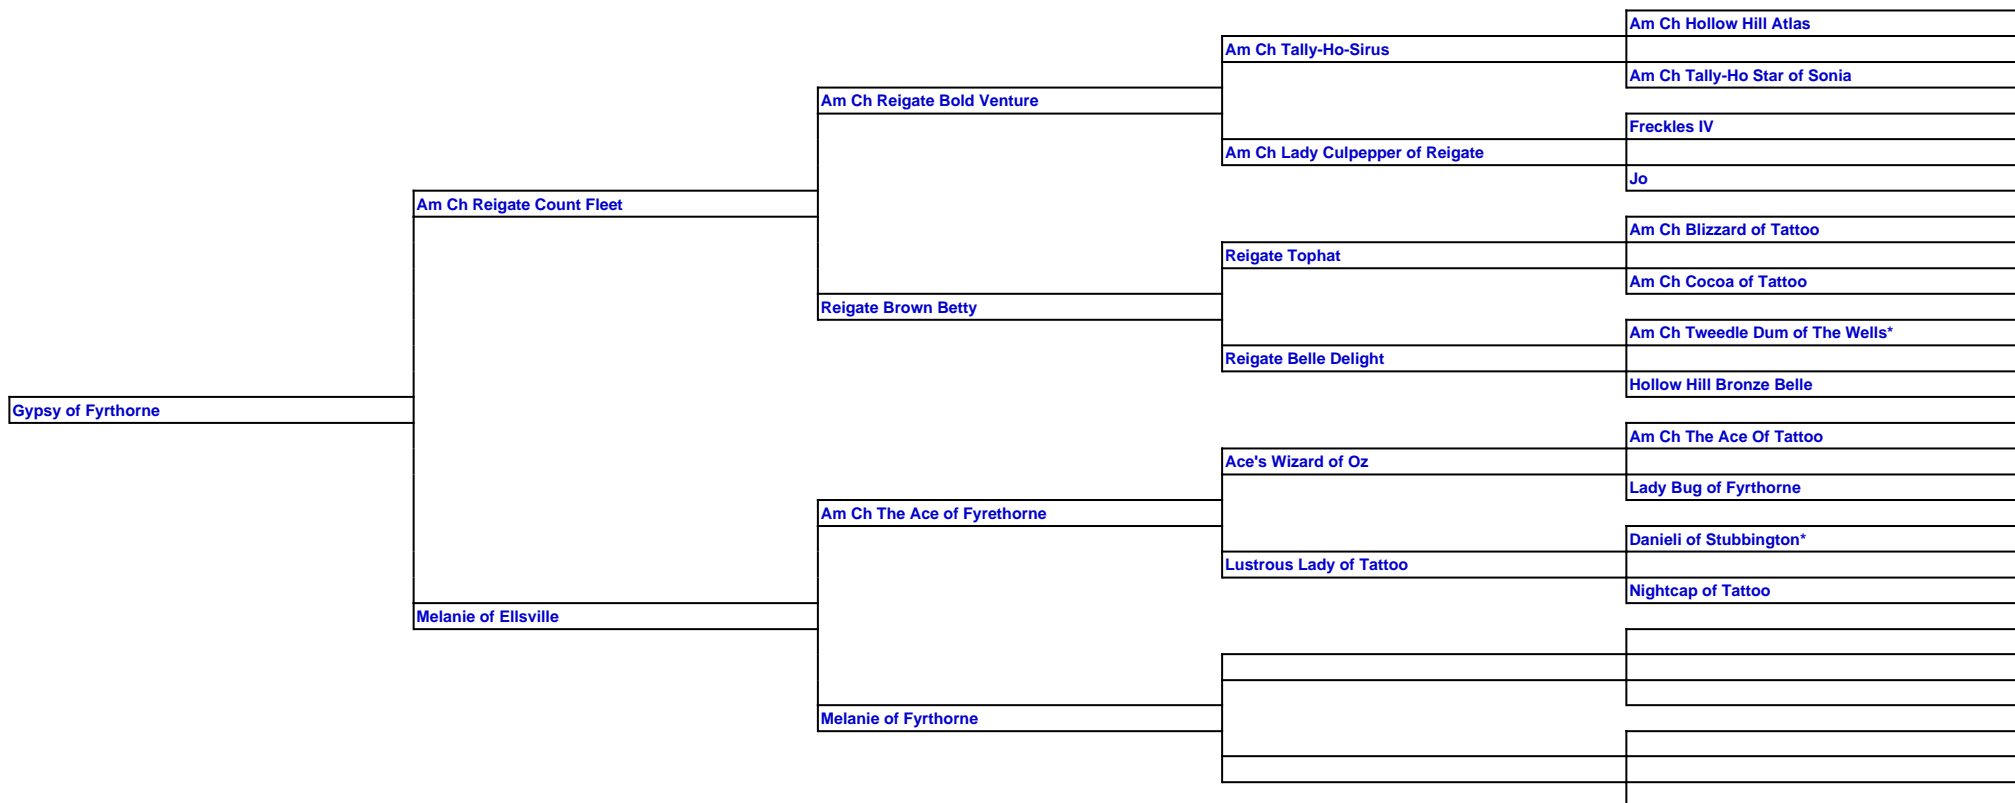 Am Ch Hollow Hill Atlas
Am Ch Tally-Ho-Sirus
Am Ch Tally-Ho Star of Sonia
Am Ch Reigate Bold Venture
Freckles IV
Am Ch Lady Culpepper of Reigate
Jo
Am Ch Reigate Count Fleet
Am Ch Blizzard of Tattoo
Reigate Tophat
Am Ch Cocoa of Tattoo
Reigate Brown Betty
Am Ch Tweedle Dum of The Wells*
Reigate Belle Delight
Hollow Hill Bronze Belle
Gypsy of Fyrthorne
Am Ch The Ace Of Tattoo
Ace's Wizard of Oz
Lady Bug of Fyrthorne
Am Ch The Ace of Fyrethorne
Danieli of Stubbington*
Lustrous Lady of Tattoo
Nightcap of Tattoo
Melanie of Ellsville
Melanie of Fyrthorne